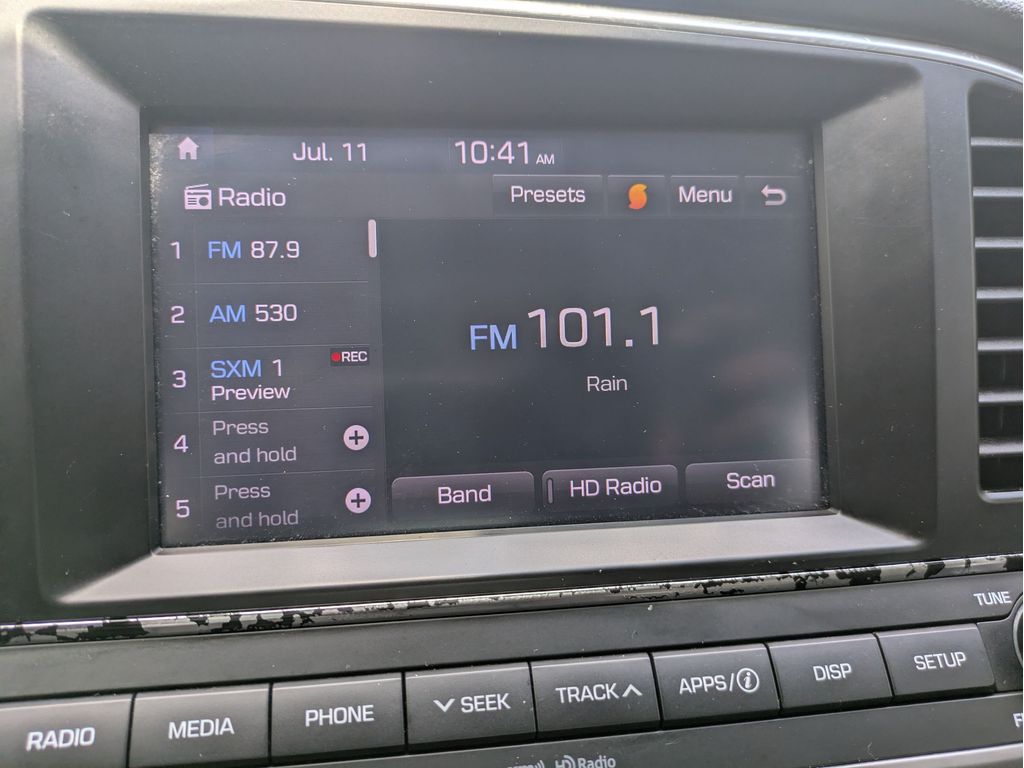 Jul. 11 10:41 AM
Radio Presets Menu
1 FM 87.9
2 AM 530
3 SXM 1 REC
Preview
4 Press
and hold
5 Press
and hold
FM 101.1
Rain
Band HD Radio Scan
TUNE
RADIO MEDIA PHONE SEEK TRACK APPS/i DISP SETUP
HD Radio